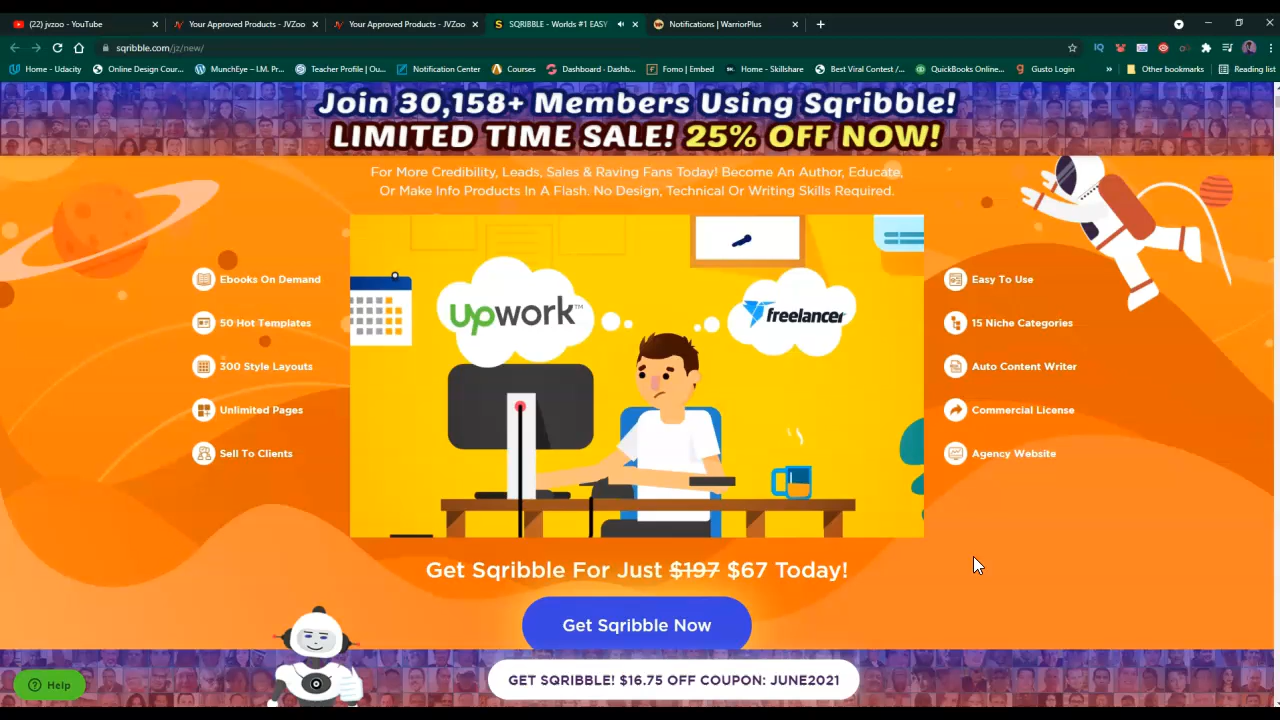 (22) jvzoo - YouTube
Your Approved Products - JVZoo
Your Approved Products - JVZoo
SQRIBBLE - Worlds #1 EASY
Notifications | WarriorPlus
sqribble.com/jz/new/
Home - Udacity
Online Design Cour...
MunchEye – I.M. Pr...
Teacher Profile | Ou...
Notification Center
Courses
Dashboard - Dashb...
Fomo | Embed
Home - Skillshare
Best Viral Contest /...
QuickBooks Online...
Gusto Login
»
Other bookmarks
Reading list
Join 30,158+ Members Using Sqribble!
LIMITED TIME SALE! 25% OFF NOW!
For More Credibility, Leads, Sales & Raving Fans Today! Become An Author, Educate,
Or Make Info Products In A Flash. No Design, Technical Or Writing Skills Required.
Ebooks On Demand
50 Hot Templates
300 Style Layouts
Unlimited Pages
Sell To Clients
upwork™
freelancer
Easy To Use
15 Niche Categories
Auto Content Writer
Commercial License
Agency Website
Get Sqribble For Just $197 $67 Today!
Get Sqribble Now
GET SQRIBBLE! $16.75 OFF COUPON: JUNE2021
Help